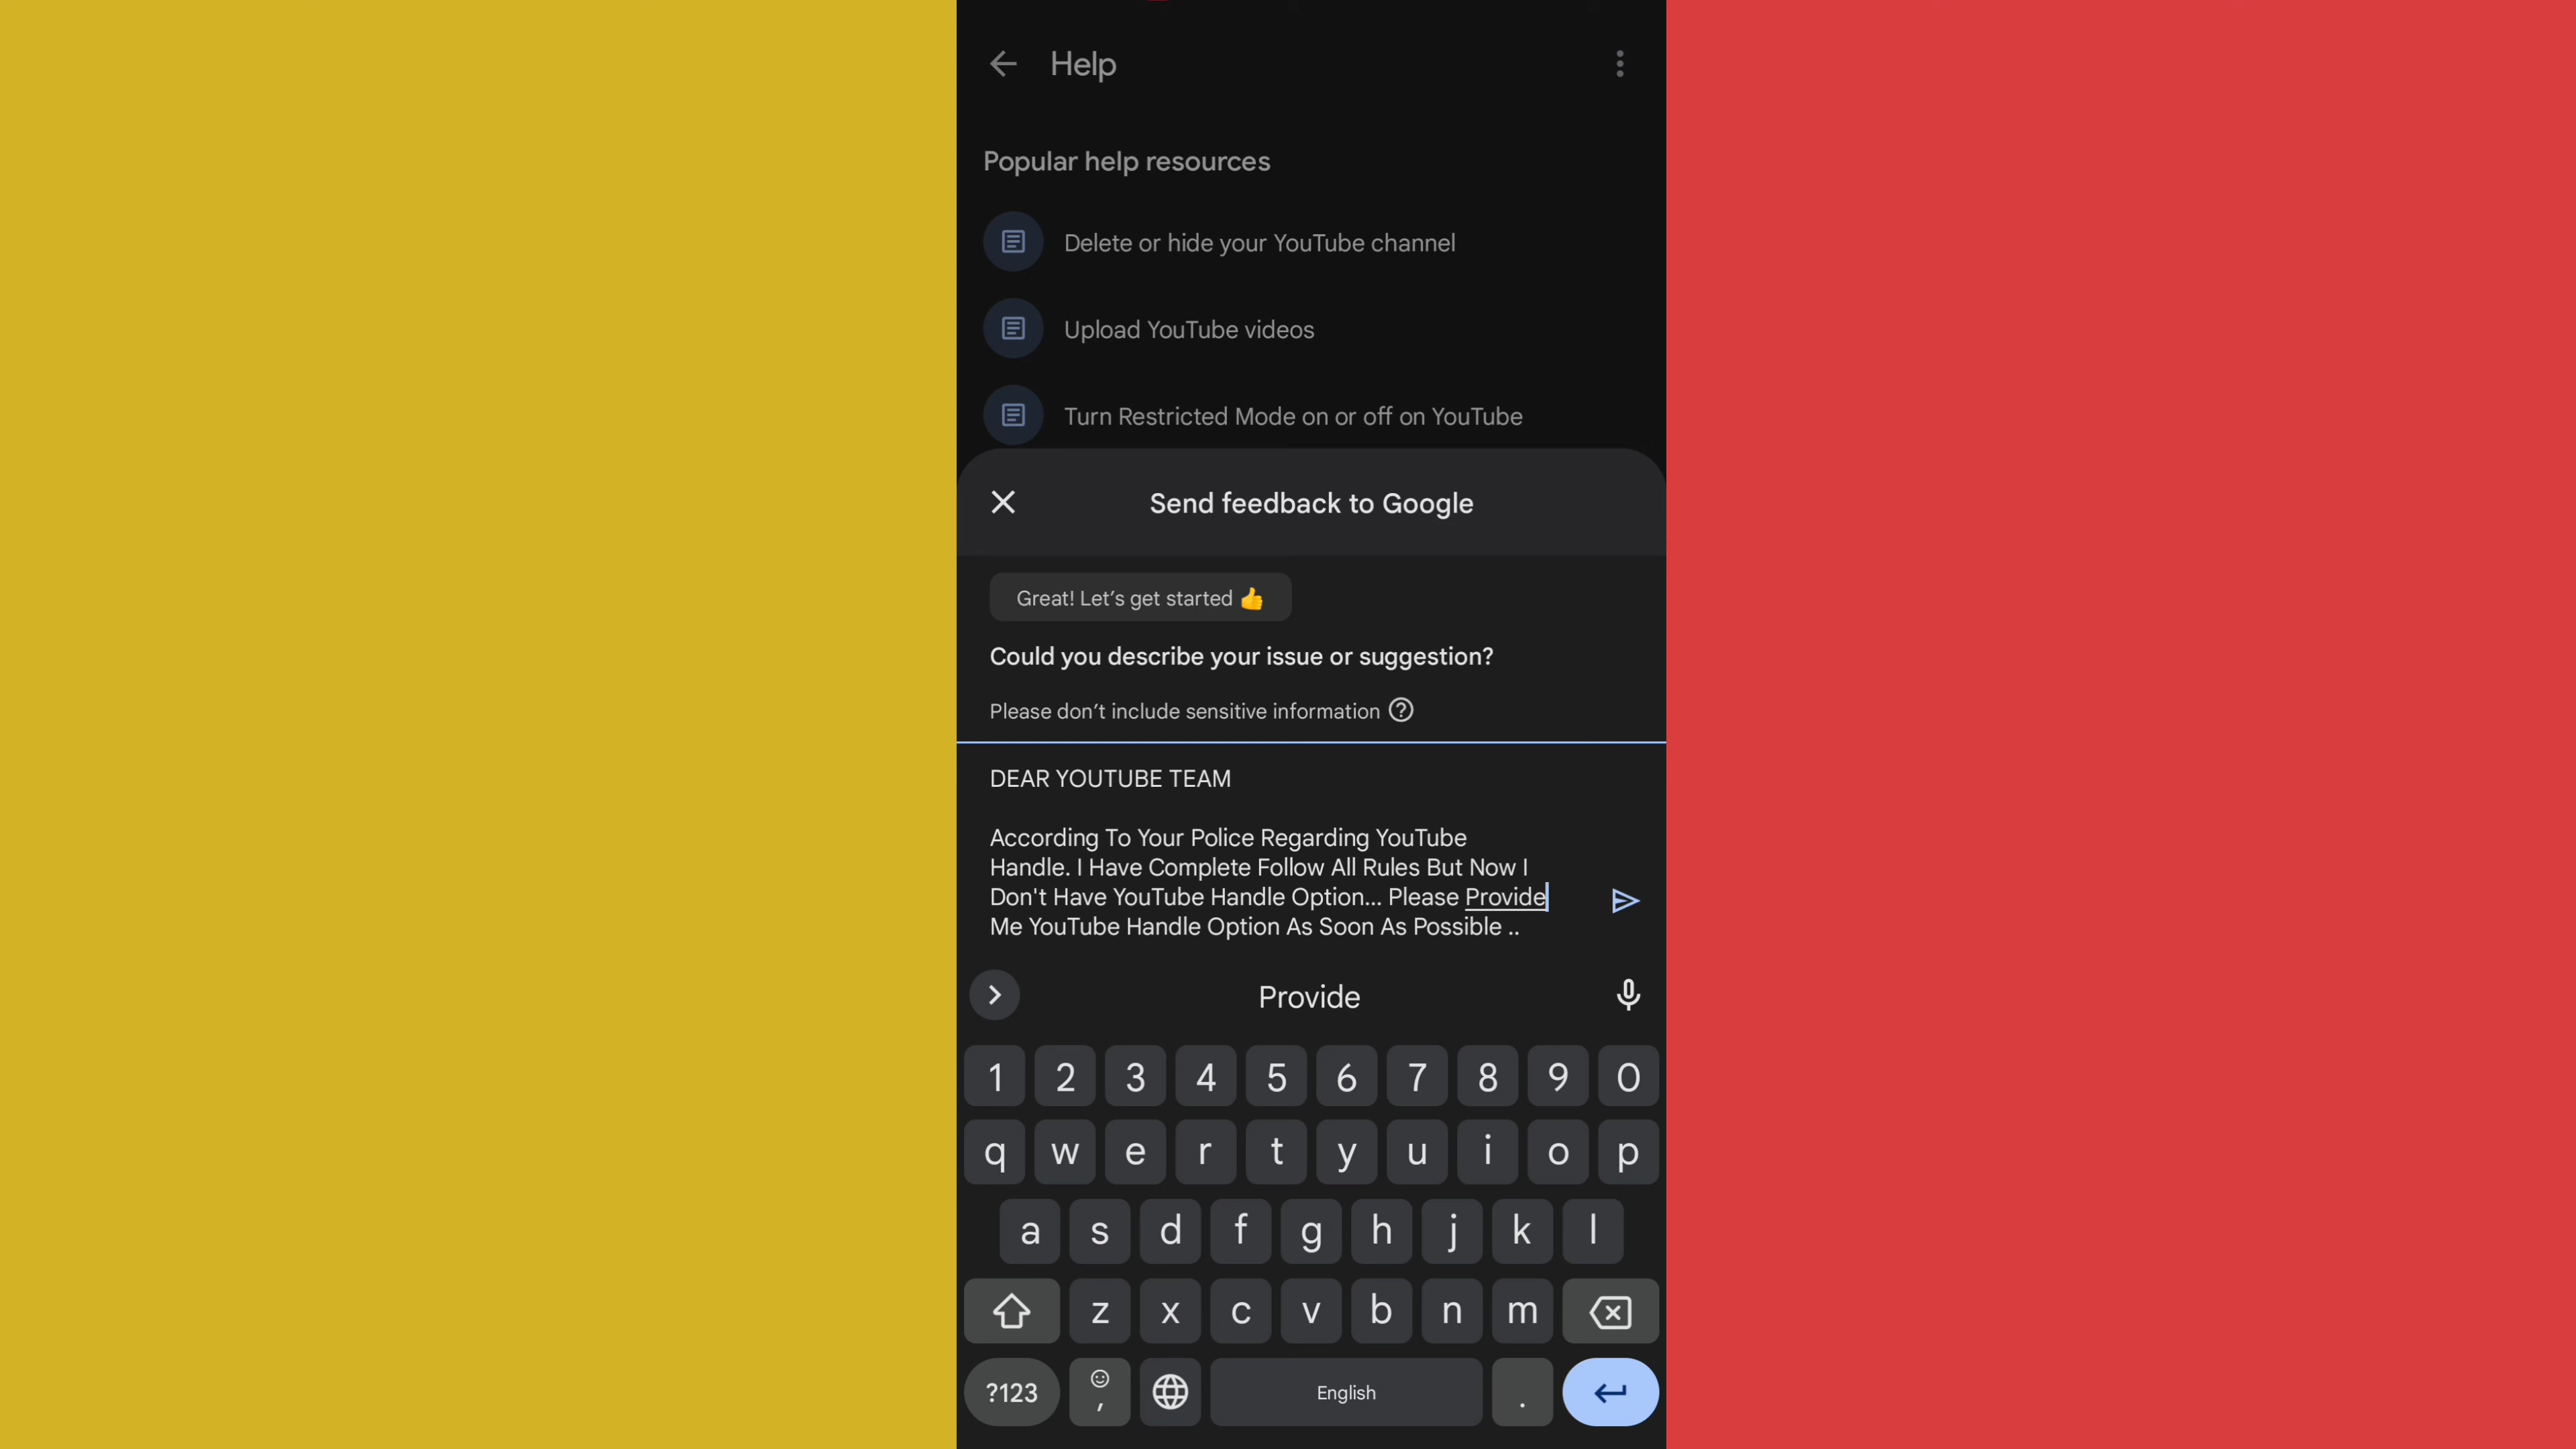 Help
Popular help resources
Delete or hide your YouTube channel
Upload YouTube videos
Turn Restricted Mode on or off on YouTube
Send feedback to Google
Great! Let’s get started 👍
Could you describe your issue or suggestion?
Please don’t include sensitive information
DEAR YOUTUBE TEAM
According To Your Police Regarding YouTube
Handle. I Have Complete Follow All Rules But Now I
Don't Have YouTube Handle Option... Please Provide
Me YouTube Handle Option As Soon As Possible ..
Provide
1 2 3 4 5 6 7 8 9 0
q w e r t y u i o p
a s d f g h j k l
z x c v b n m
?123 , English .